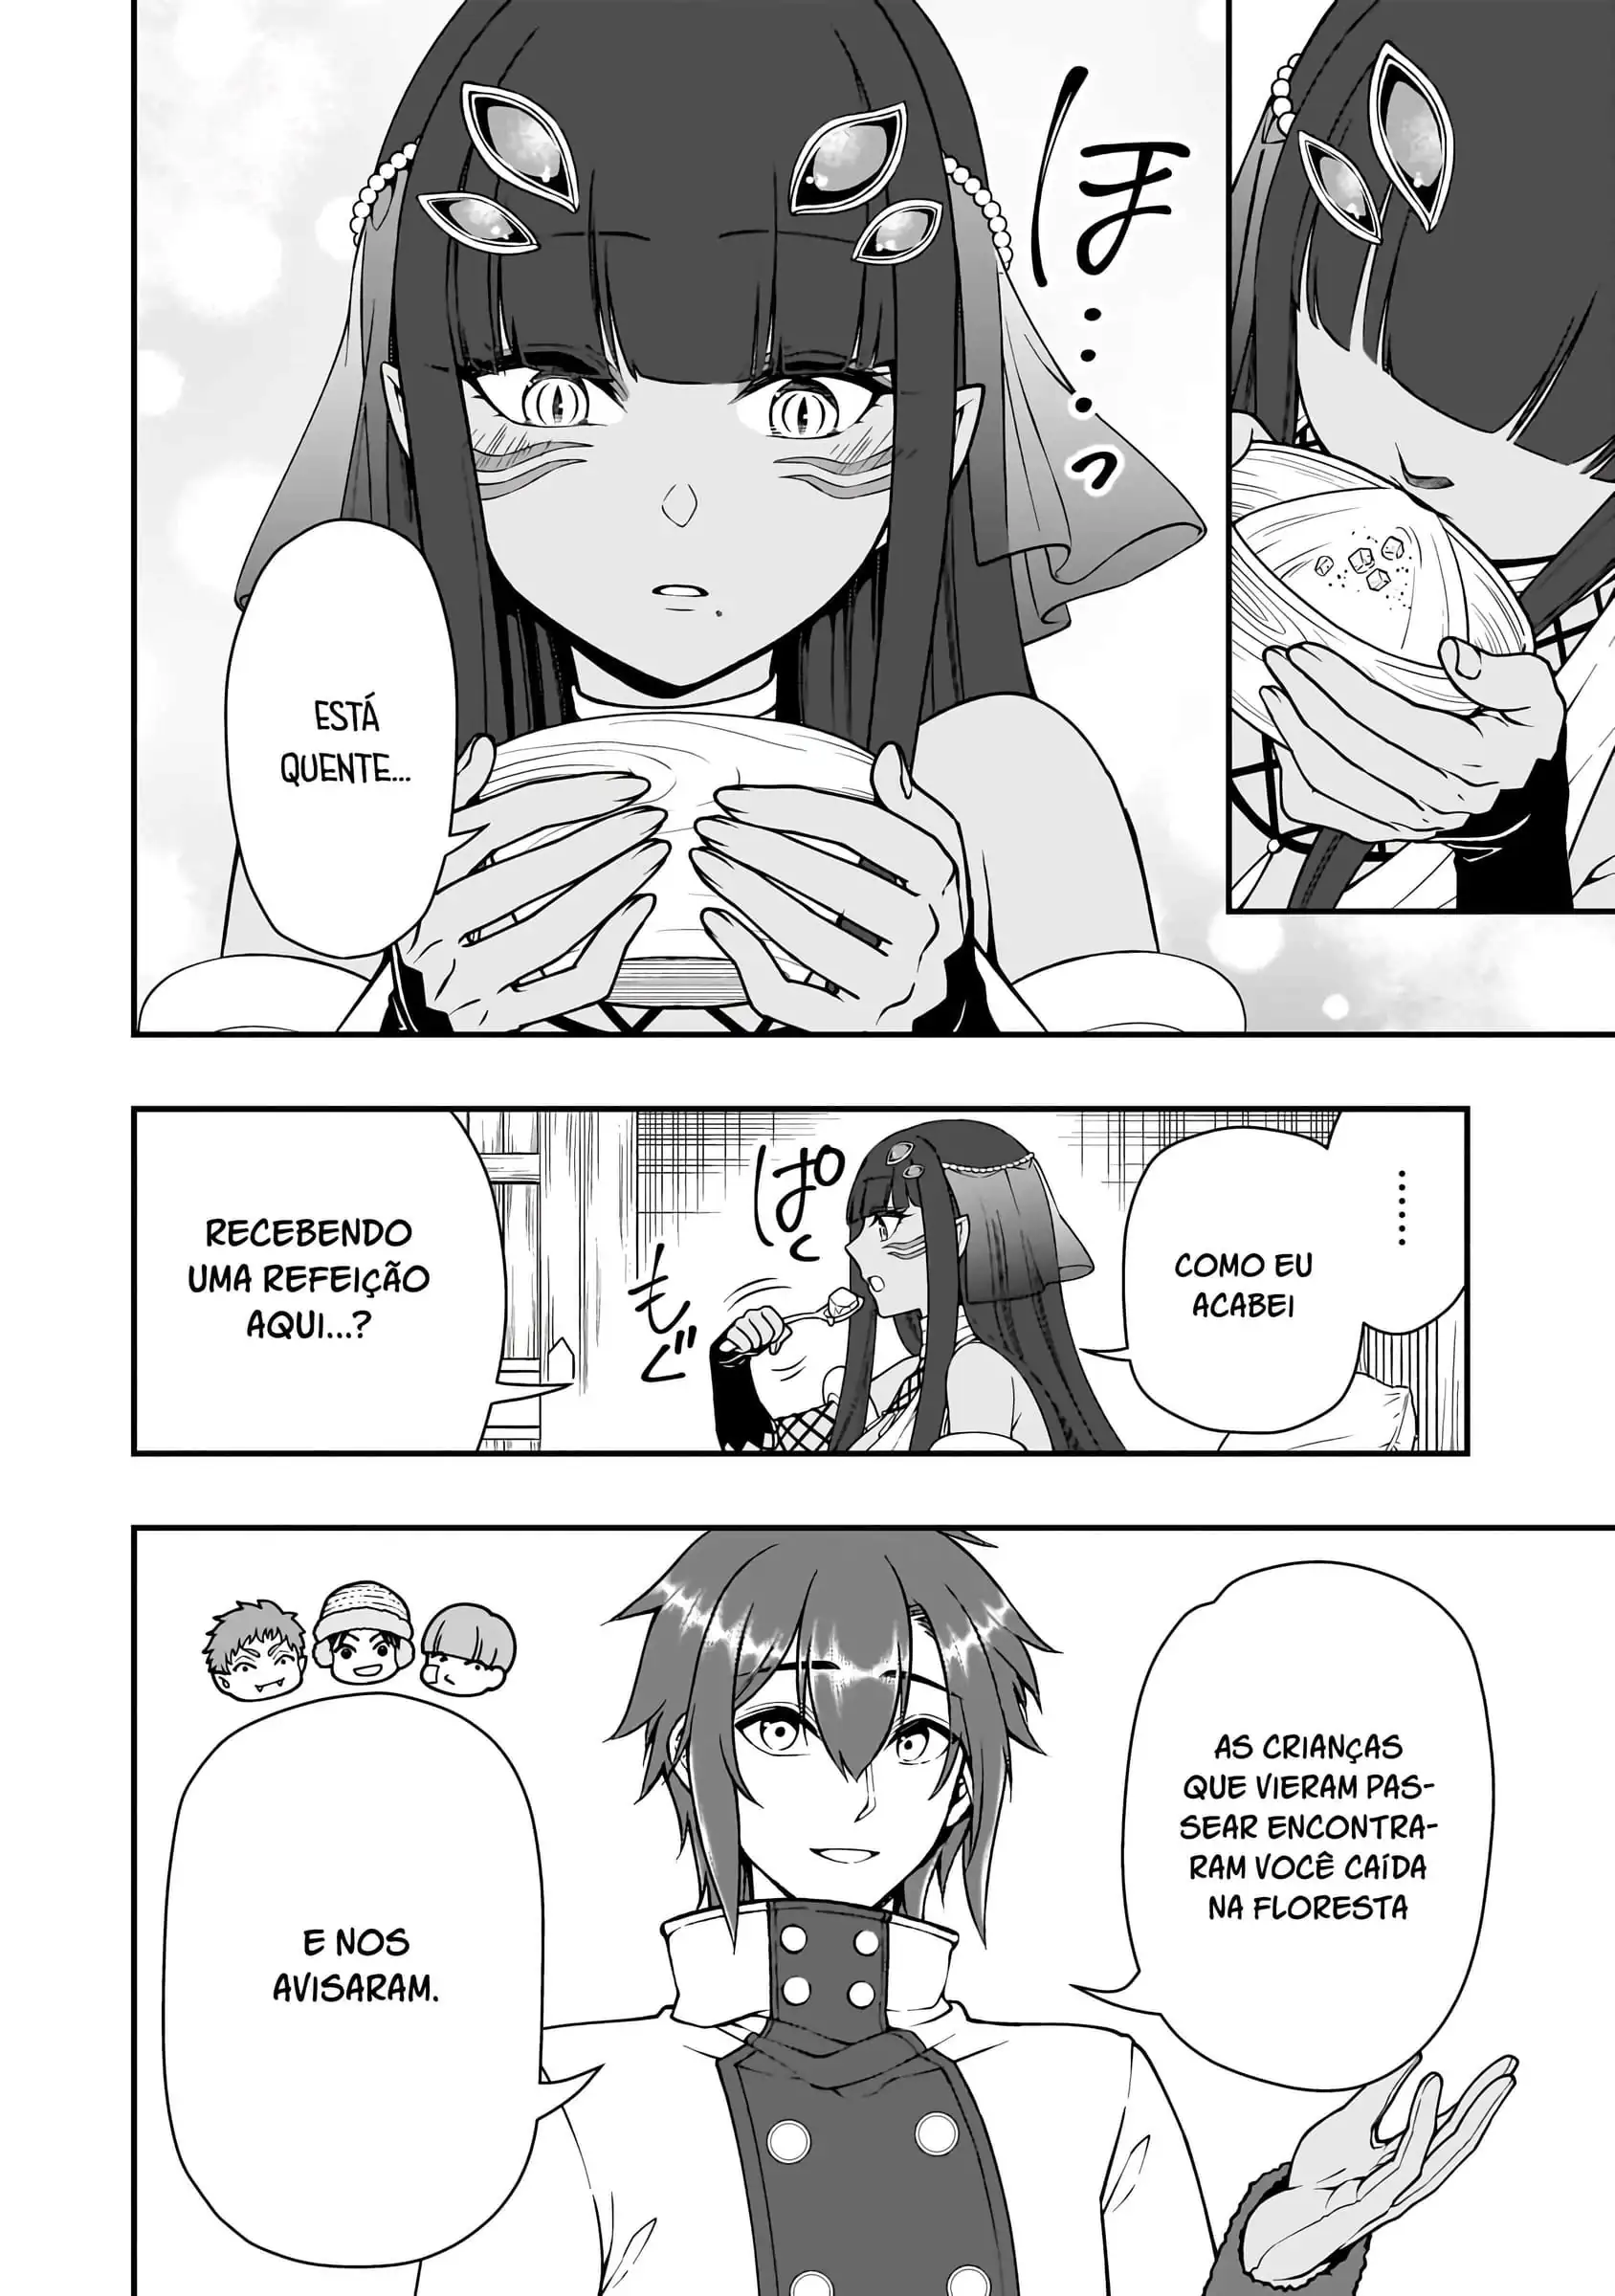 ほ····っ
ESTÁ
QUENTE...
......
COMO EU
ACABEI
ぱく
もぐ
RECEBENDO
UMA REFEIÇÃO
AQUI...?
AS CRIANÇAS
QUE VIERAM PAS-
SEAR ENCONTRA-
RAM VOCÊ CAÍDA
NA FLORESTA
E NOS
AVISARAM.